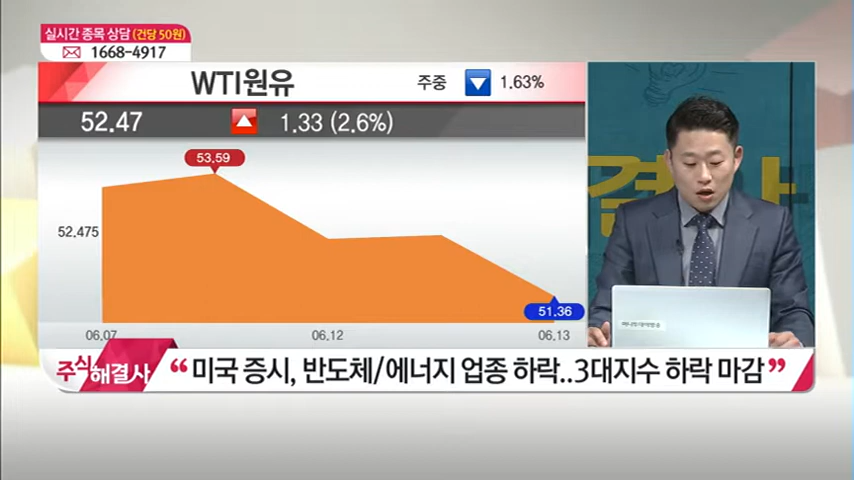 실시간 종목 상담 (건당 50원)
1668-4917
WTI원유
주중 1.63%
52.47 1.33 (2.6%)
53.59
52.475
51.36
06.07 06.12 06.13
주식해결사
“미국 증시, 반도체/에너지 업종 하락..3대지수 하락 마감”